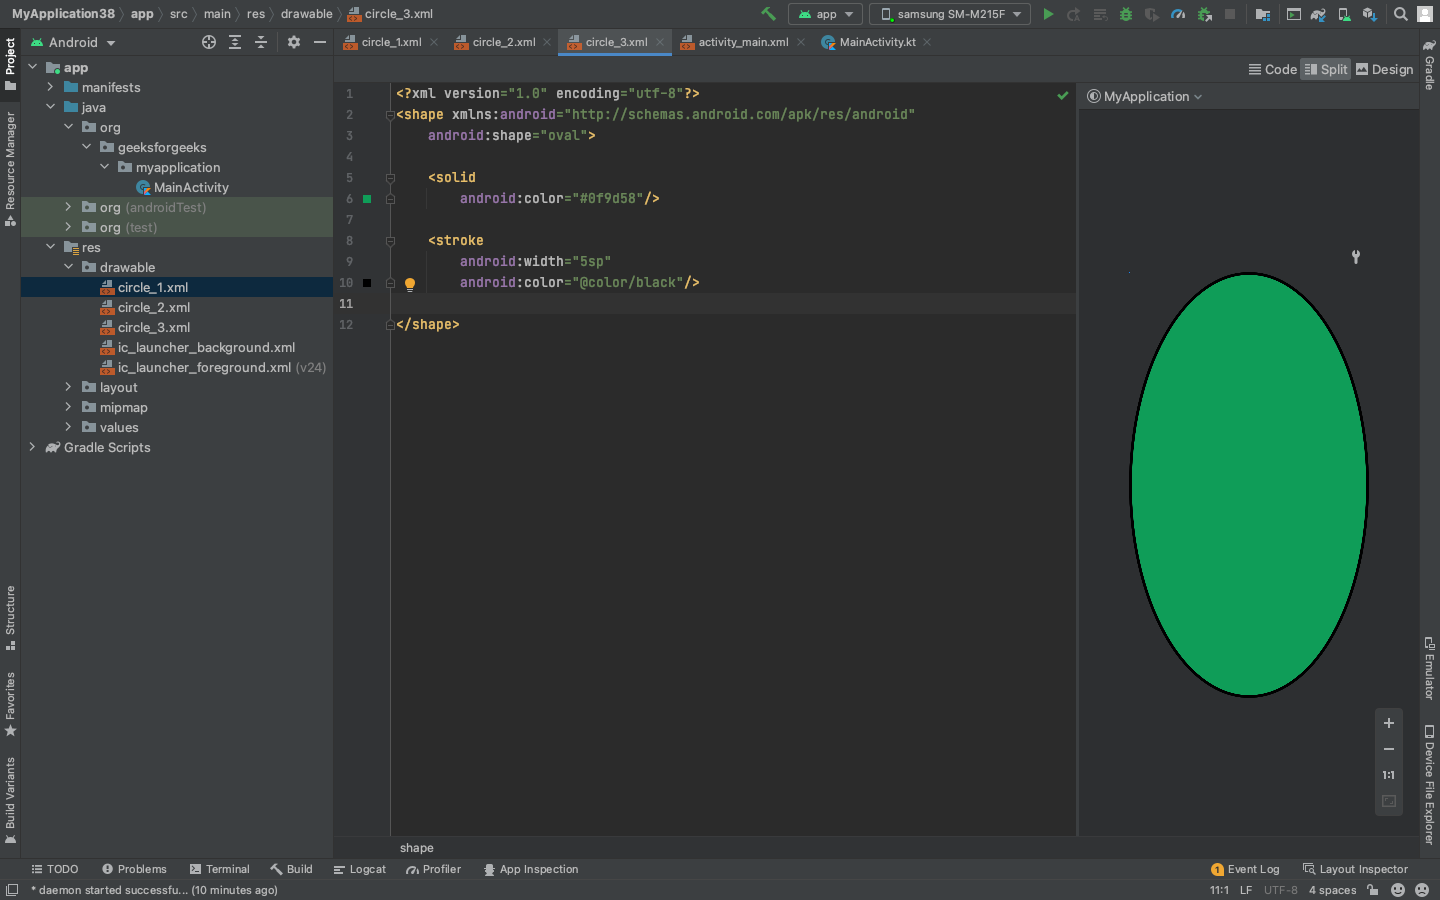 MyApplication38 app src main res drawable circle_3.xml
app samsung SM-M215F
Project
Android
circle_1.xml circle_2.xml circle_3.xml activity_main.xml MainActivity.kt
Gradle
Code Split Design
app
manifests
java
org
geeksforgeeks
myapplication
MainActivity
org (androidTest)
org (test)
res
drawable
circle_1.xml
circle_2.xml
circle_3.xml
ic_launcher_background.xml
ic_launcher_foreground.xml (v24)
layout
mipmap
values
Gradle Scripts
Resource Manager
Structure
Favorites
Build Variants
1 <?xml version="1.0" encoding="utf-8"?>
2 <shape xmlns:android="http://schemas.android.com/apk/res/android"
3 android:shape="oval">
4
5 <solid
6 android:color="#0f9d58"/>
7
8 <stroke
9 android:width="5sp"
10 android:color="@color/black"/>
11
12 </shape>
MyApplication
1:1
Emulator
Device File Explorer
shape
TODO Problems Terminal Build Logcat Profiler App Inspection
1 Event Log Layout Inspector
* daemon started successfu... (10 minutes ago)
11:1 LF UTF-8 4 spaces